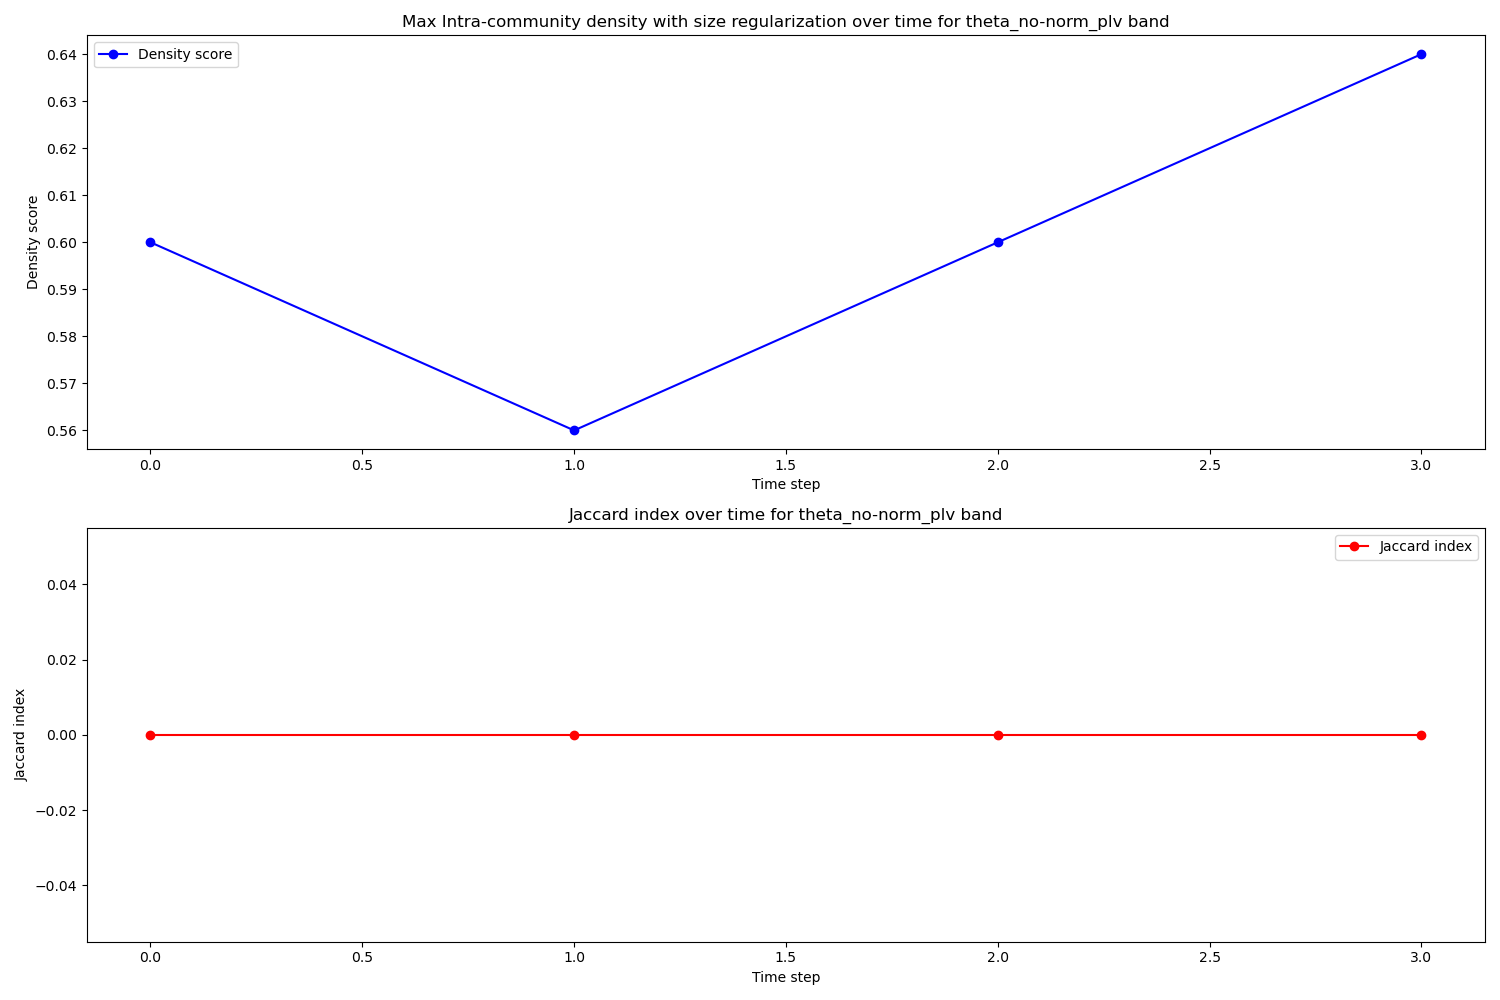 Max Intra-community density with size regularization over time for theta_no-norm_plv band
Density score
0.64
0.63
0.62
0.61
0.60
0.59
0.58
0.57
0.56
Density score
0.0 0.5 1.0 1.5 2.0 2.5 3.0
Time step
Jaccard index over time for theta_no-norm_plv band
Jaccard index
0.04
0.02
0.00
−0.02
−0.04
Jaccard index
0.0 0.5 1.0 1.5 2.0 2.5 3.0
Time step